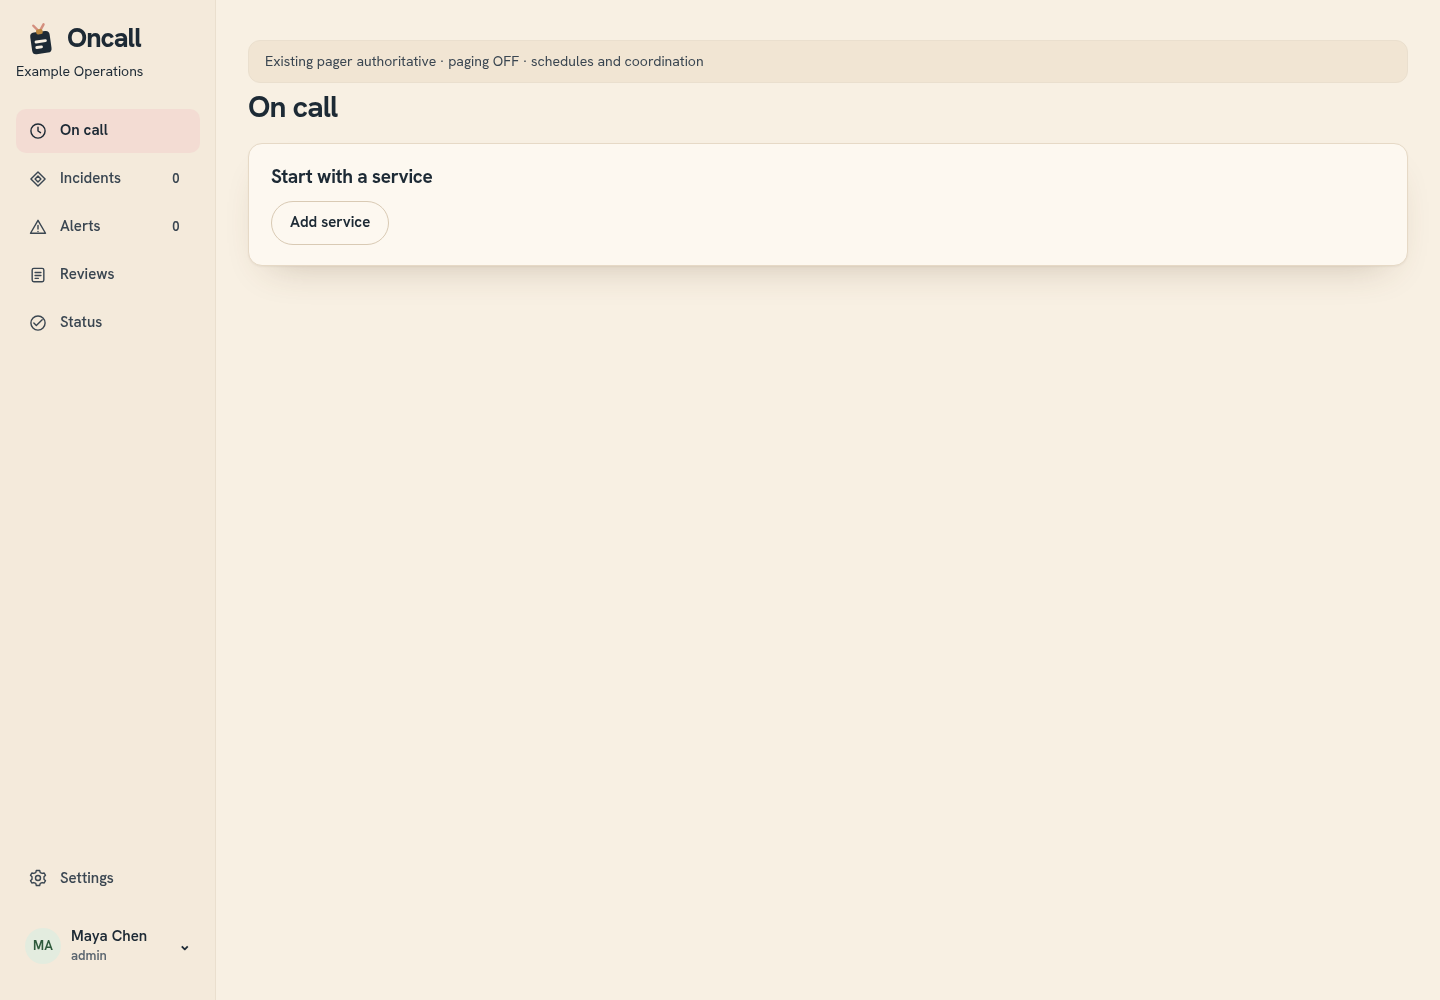 Oncall
Example Operations
On call
Incidents 0
Alerts 0
Reviews
Status
Settings
MA
Maya Chen
admin
Existing pager authoritative · paging OFF · schedules and coordination
On call
Start with a service
Add service